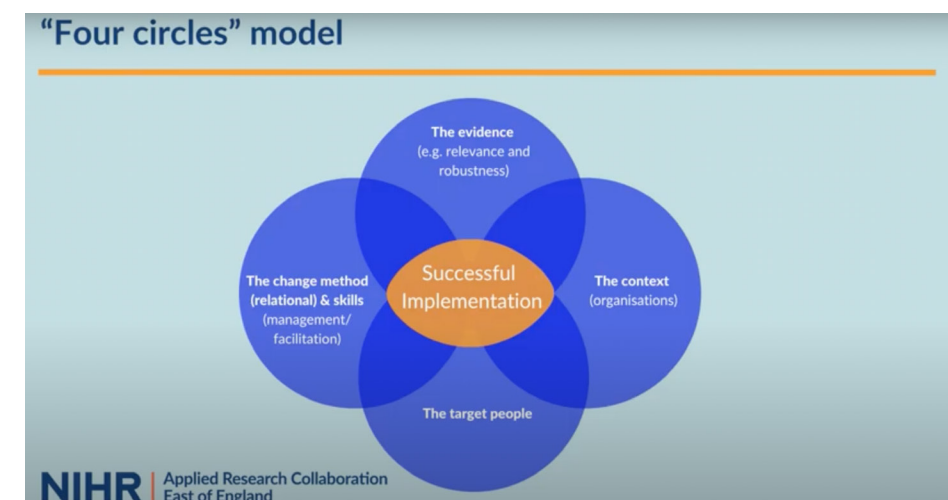 “Four circles” model
The evidence
(e.g. relevance and
robustness)
The change method
(relational) & skills
(management/
facilitation)
Successful
Implementation
The context
(organisations)
The target people
NIHR
Applied Research Collaboration
East of England